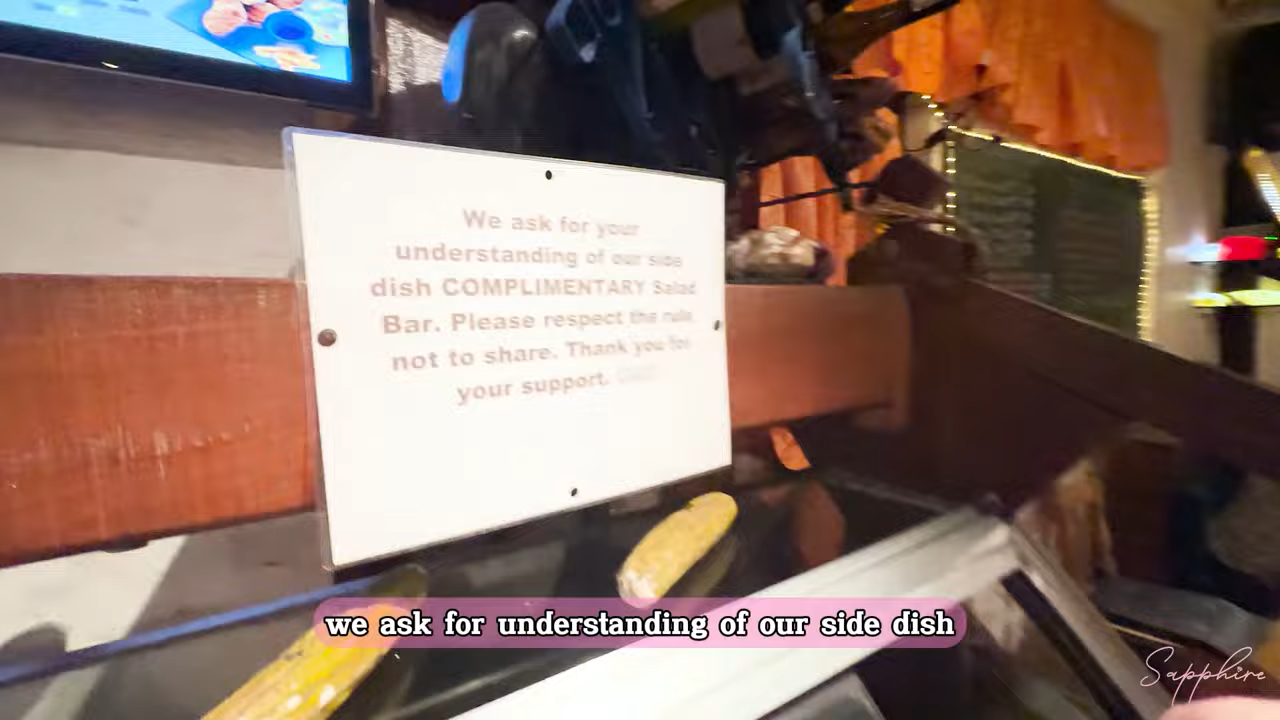 We ask for your
understanding of our side
dish COMPLIMENTARY Salad
Bar. Please respect the rule
not to share. Thank you for
your support.
we ask for understanding of our side dish
Sapphire